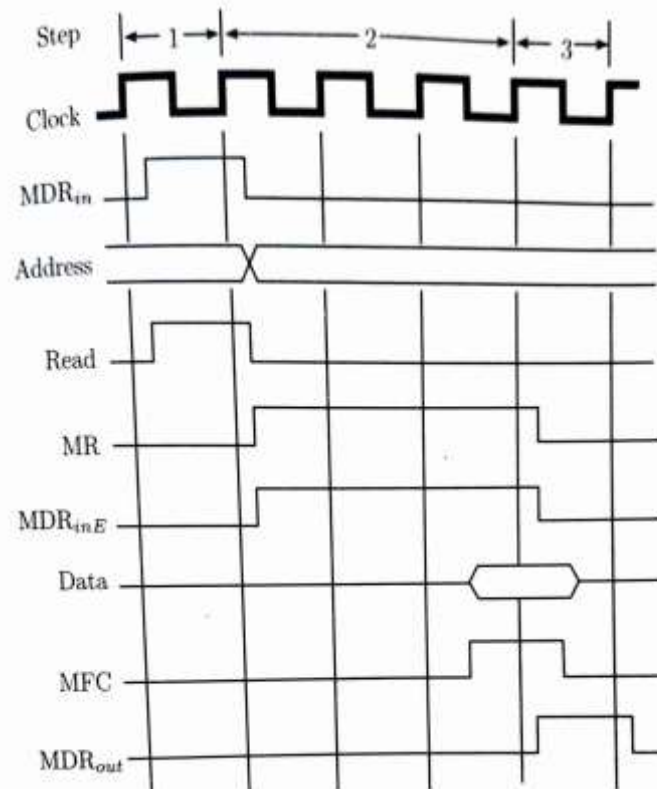 Step 1 2 3
Clock
MDRin
Address
Read
MR
MDRinE
Data
MFC
MDRout